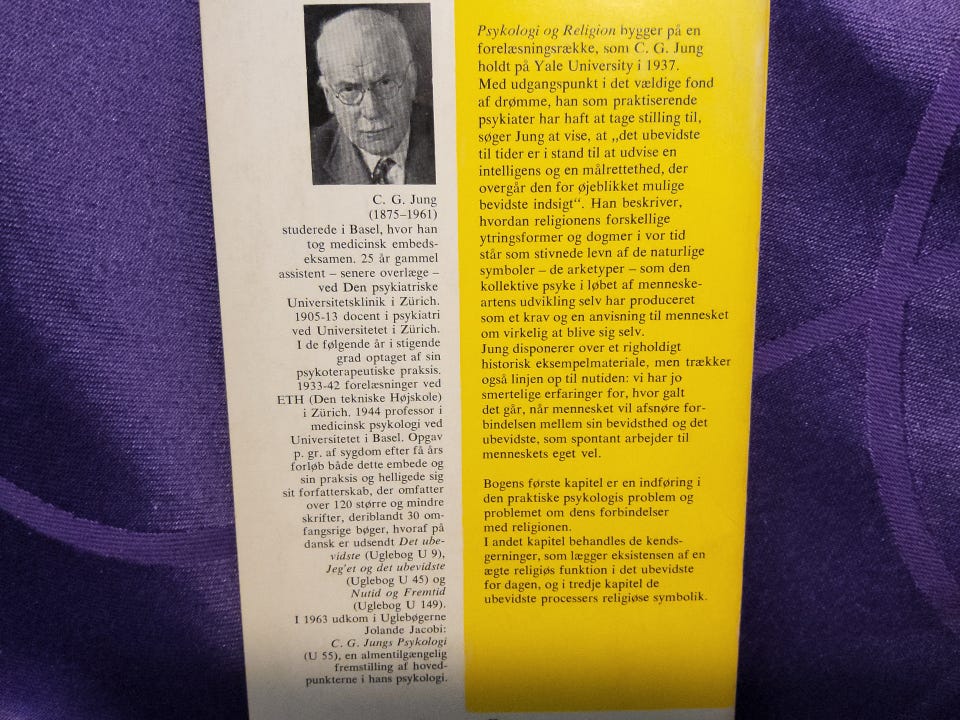 C. G. Jung
(1875–1961)
studerede i Basel, hvor han
tog medicinsk embeds-
eksamen. 25 år gammel
assistent – senere overlæge –
ved Den psykiatriske
Universitetsklinik i Zürich.
1905-13 docent i psykiatri
ved Universitetet i Zürich.
I de følgende år i stigende
grad optaget af sin
psykoterapeutiske praksis.
1933-42 forelæsninger ved
ETH (Den tekniske Højskole)
i Zürich. 1944 professor i
medicinsk psykologi ved
Universitetet i Basel. Opgav
p. gr. af sygdom efter få års
forløb både dette embede og
sin praksis og helligede sig
sit forfatterskab, der omfatter
over 120 større og mindre
skrifter, deriblandt 30 om-
fangsrige bøger, hvoraf på
dansk er udsendt Det ube-
vidste (Uglebog U 9),
Jeg'et og det ubevidste
(Uglebog U 45) og
Nutid og Fremtid
(Uglebog U 149).
I 1963 udkom i Uglebøgerne
Jolande Jacobi:
C. G. Jungs Psykologi
(U 55), en almentilgængelig
fremstilling af hoved-
punkterne i hans psykologi.
Psykologi og Religion bygger på en
forelæsningsrække, som C. G. Jung
holdt på Yale University i 1937.
Med udgangspunkt i det vældige fond
af drømme, han som praktiserende
psykiater har haft at tage stilling til,
søger Jung at vise, at „det ubevidste
til tider er i stand til at udvise en
intelligens og en målrettethed, der
overgår den for øjeblikket mulige
bevidste indsigt“. Han beskriver,
hvordan religionens forskellige
ytringsformer og dogmer i vor tid
står som stivnede levn af de naturlige
symboler – de arketyper – som den
kollektive psyke i løbet af menneske-
artens udvikling selv har produceret
som et krav og en anvisning til mennesket
om virkelig at blive sig selv.
Jung disponerer over et righoldigt
historisk eksempelmateriale, men trækker
også linjen op til nutiden: vi har jo
smertelige erfaringer for, hvor galt
det går, når mennesket vil afsnøre for-
bindelsen mellem sin bevidsthed og det
ubevidste, som spontant arbejder til
menneskets eget vel.
Bogens første kapitel er en indføring i
den praktiske psykologis problem og
problemet om dens forbindelser
med religionen.
I andet kapitel behandles de kends-
gerninger, som lægger eksistensen af en
ægte religiøs funktion i det ubevidste
for dagen, og i tredje kapitel de
ubevidste processers religiøse symbolik.